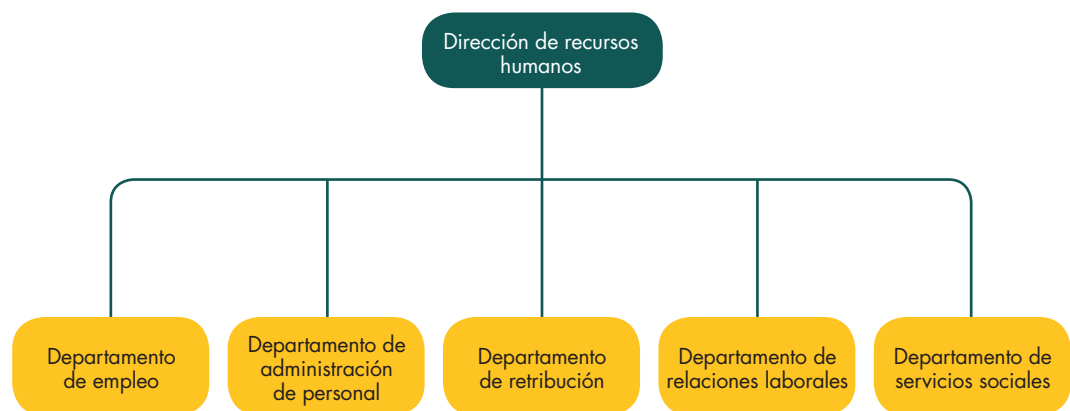 Dirección de recursos
humanos
Departamento
de empleo
Departamento de
administración
de personal
Departamento
de retribución
Departamento de
relaciones laborales
Departamento de
servicios sociales